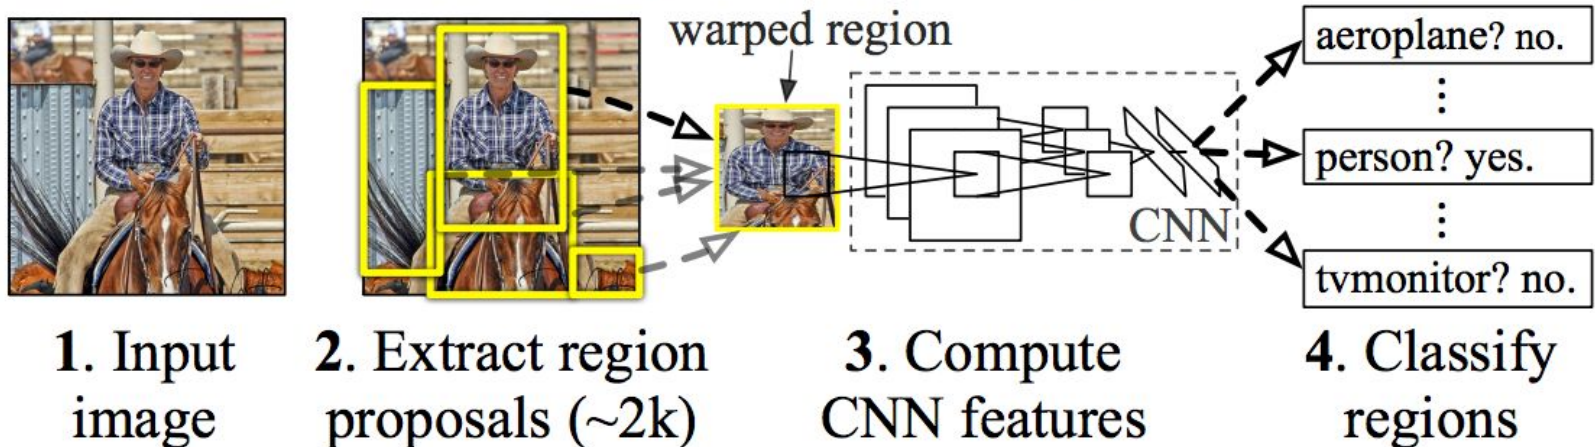 warped region
aeroplane? no.
person? yes.
CNN
tvmonitor? no.
1. Input
image
2. Extract region
proposals (~2k)
3. Compute
CNN features
4. Classify
regions